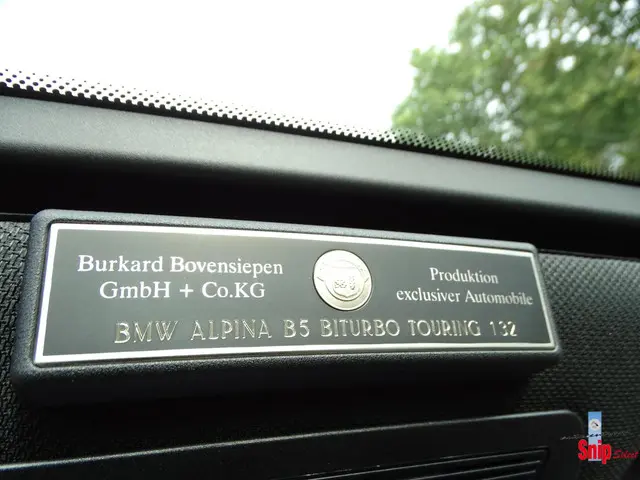 Burkard Bovensiepen
GmbH + Co.KG
Produktion
exclusiver Automobile
BMW ALPINA B5 BITURBO TOURING 132
Snip